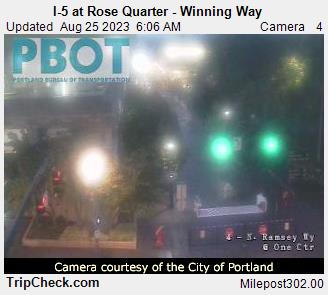 I-5 at Rose Quarter - Winning Way
Updated Aug 25 2023 6:06 AM Camera 4
PBOT
PORTLAND BUREAU OF TRANSPORTATION
4 - N. Ramsey Wy
@ One Ctr
Camera courtesy of the City of Portland
TripCheck.com Milepost302.00